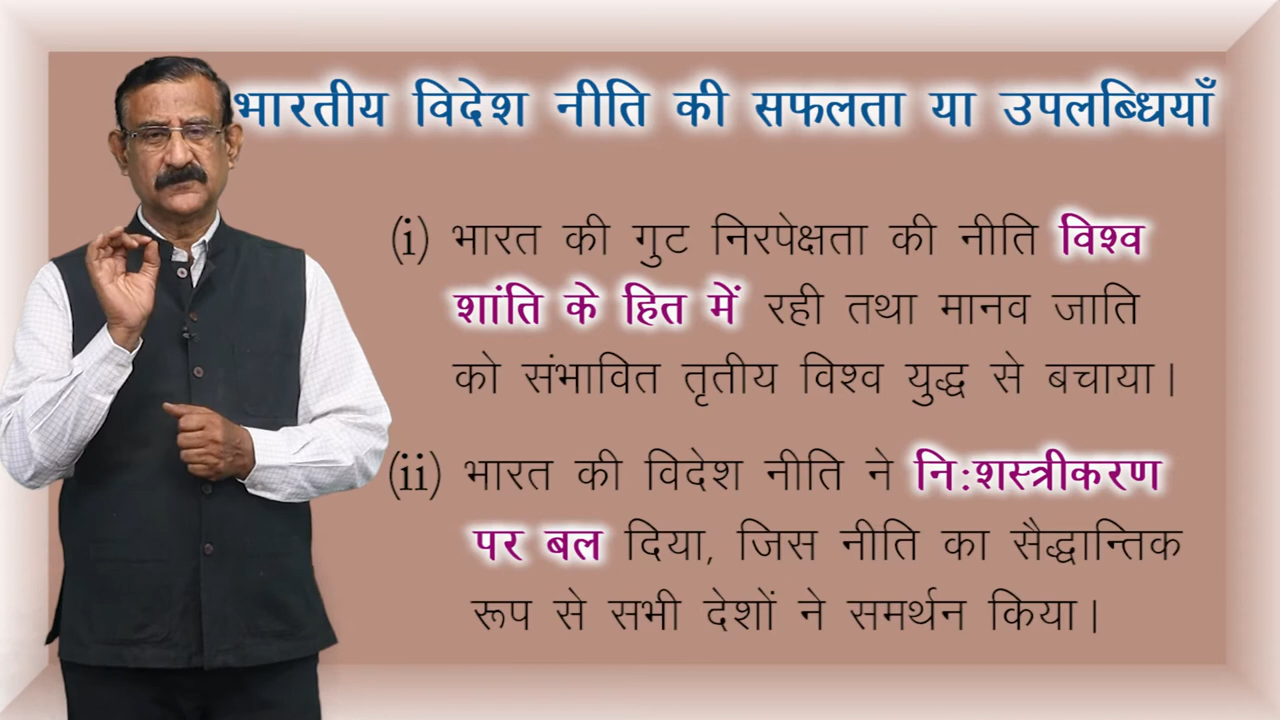 भारतीय विदेश नीति की सफलता या उपलब्धियाँ
(i) भारत की गुट निरपेक्षता की नीति विश्व
शांति के हित में रही तथा मानव जाति
को संभावित तृतीय विश्व युद्ध से बचाया।
(ii) भारत की विदेश नीति ने नि:शस्त्रीकरण
पर बल दिया, जिस नीति का सैद्धान्तिक
रूप से सभी देशों ने समर्थन किया।